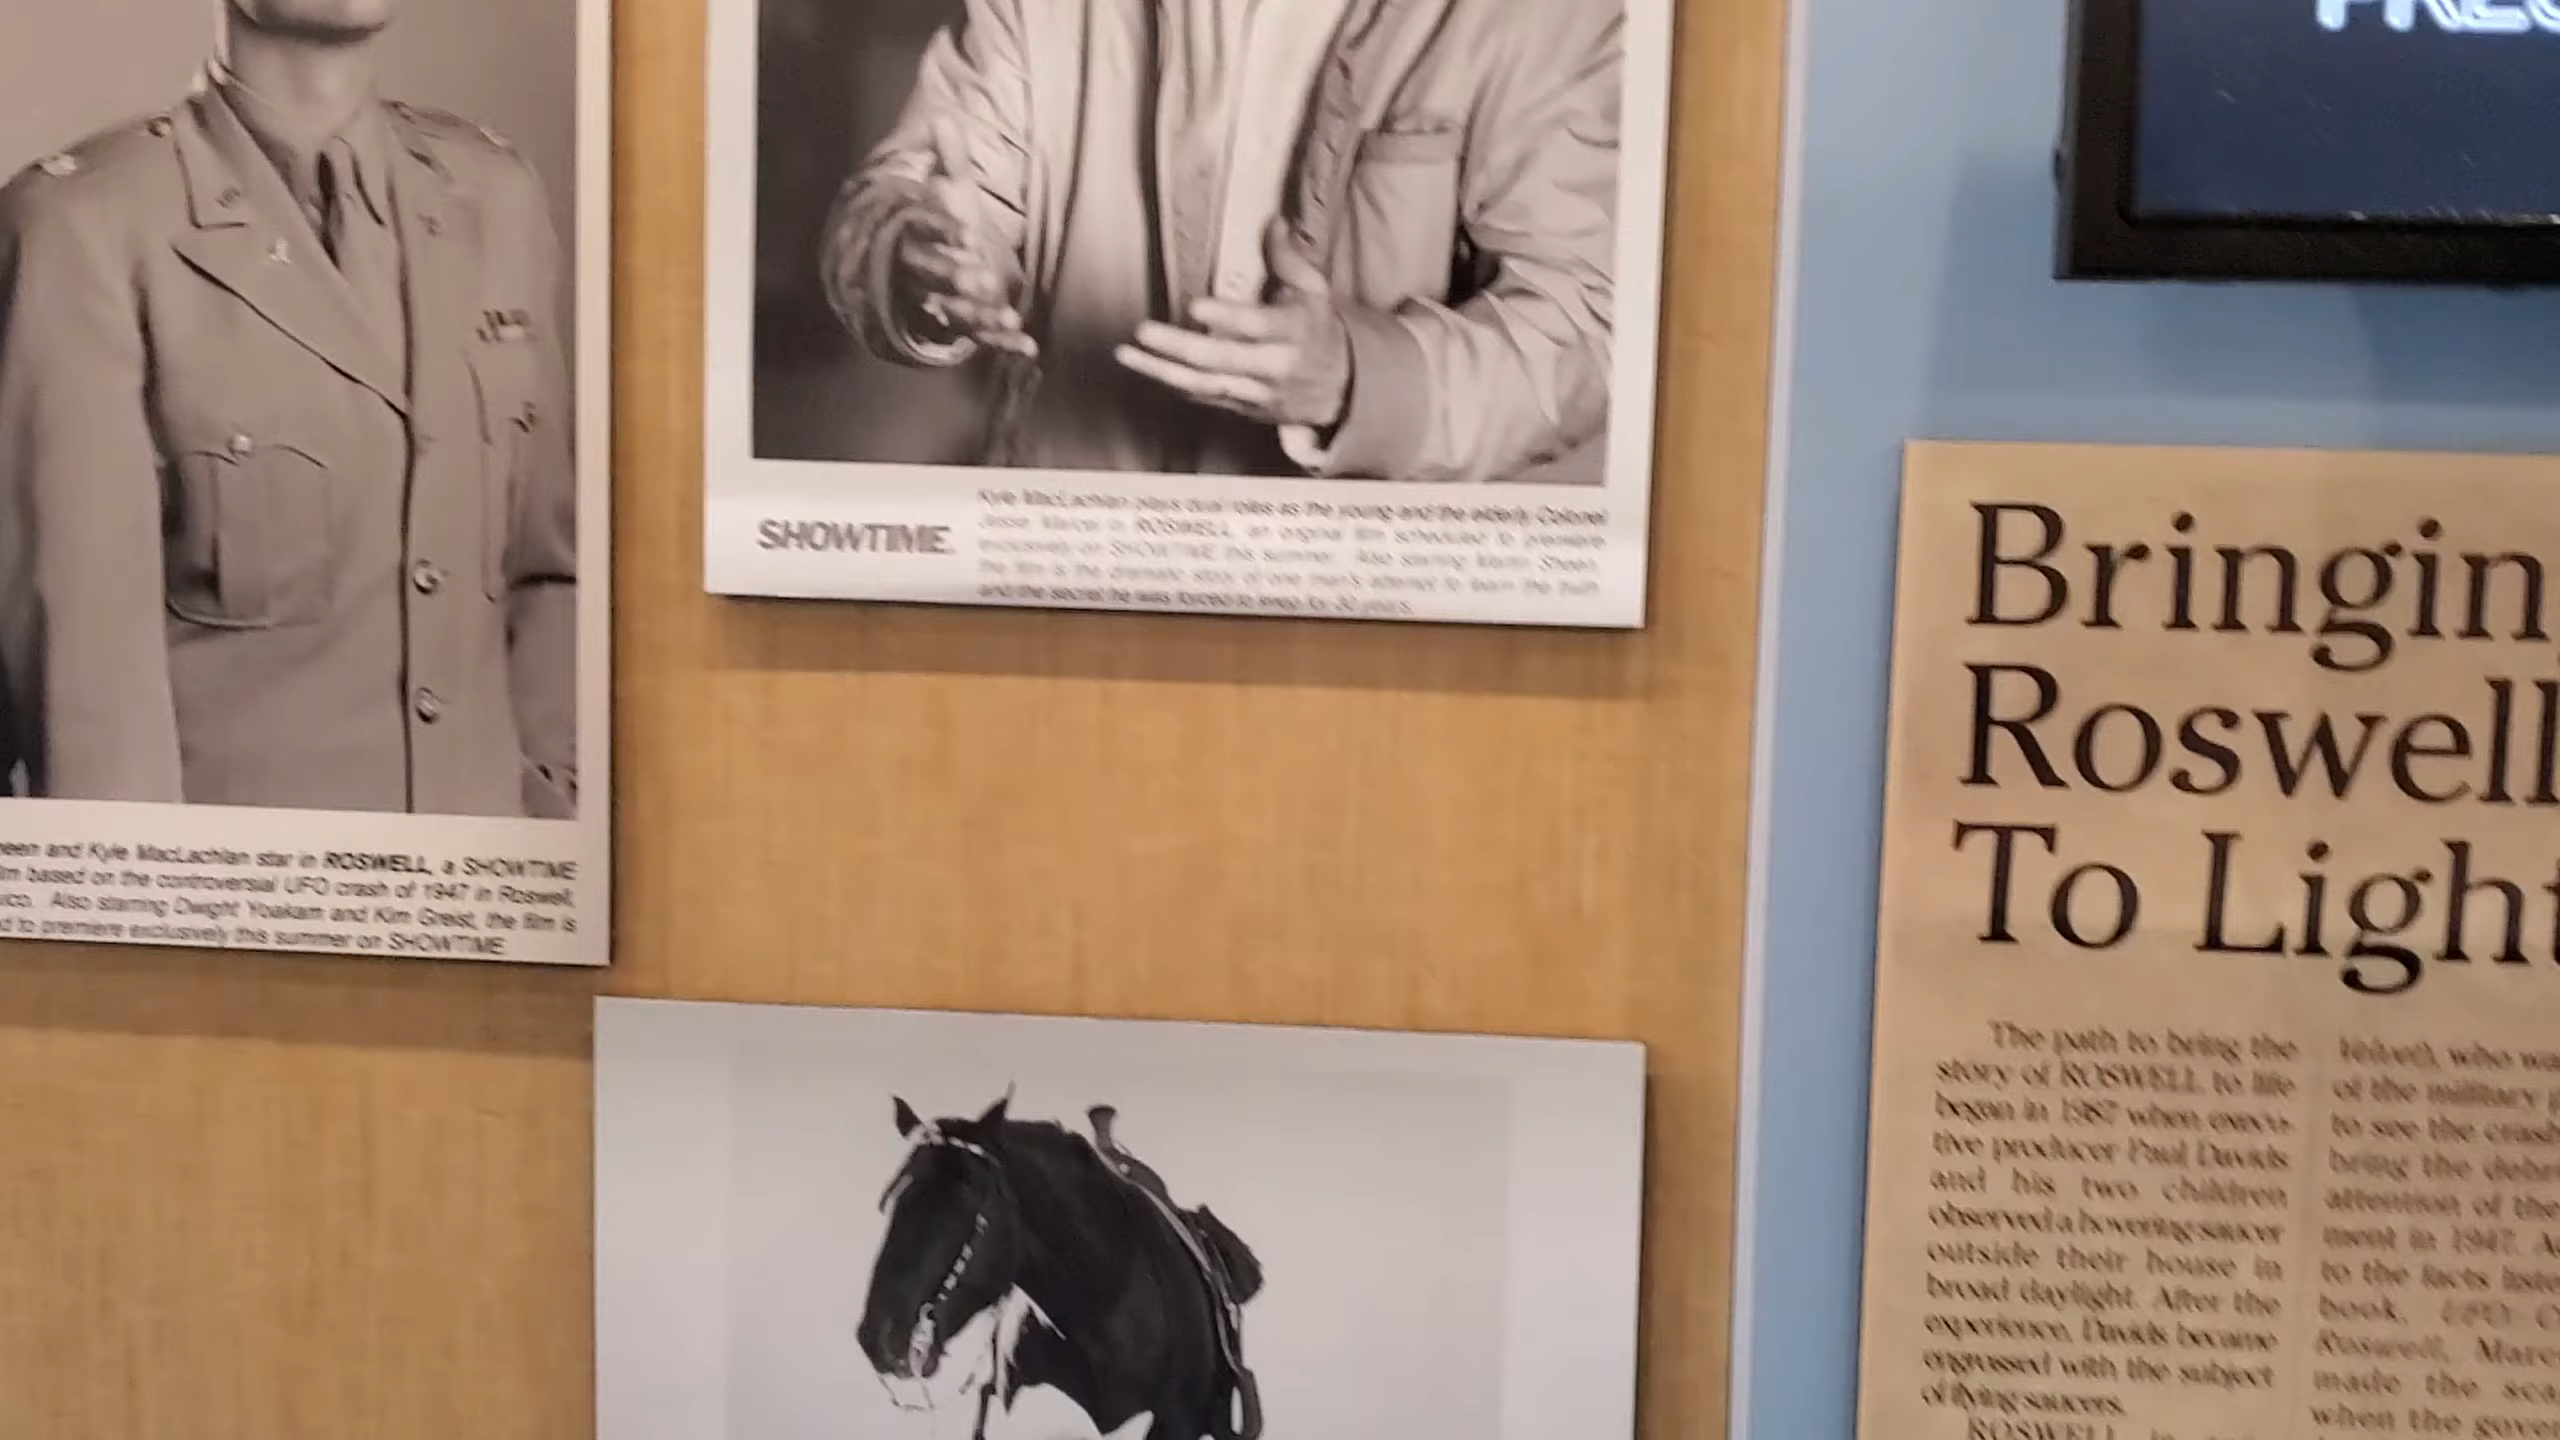 een and Kyle MacLachlan star in ROSWELL, a SHOWTIME
lm based on the controversial UFO crash of 1947 in Roswell,
ico. Also starring Dwight Yoakam and Kim Greist, the film is
d to premiere exclusively this summer on SHOWTIME.
SHOWTIME.
Kyle MacLachlan plays dual roles as the young and the elderly Colonel
Jesse Marcel in ROSWELL, an original film scheduled to premiere
exclusively on SHOWTIME this summer. Also starring Martin Sheen,
the film is the dramatic story of one man's attempt to learn the truth
and the secret he was forced to keep for 30 years.
Bringin
Roswell
To Light
The path to being the
story of ROSWELL to life
began in 1987 when execu-
tive producer Paul Davids
and his two children
observed a hovering saucer
outside their house in
broad daylight. After the
experience, Davids became
engrossed with the subject
of flying saucers.
ROSWELL
who wa
of the military
to see the crash
bring the debri
attention of the
ment in 1947. A
to the facts liste
book, UFO C
Roswell, Marc
made the sca
when the gover